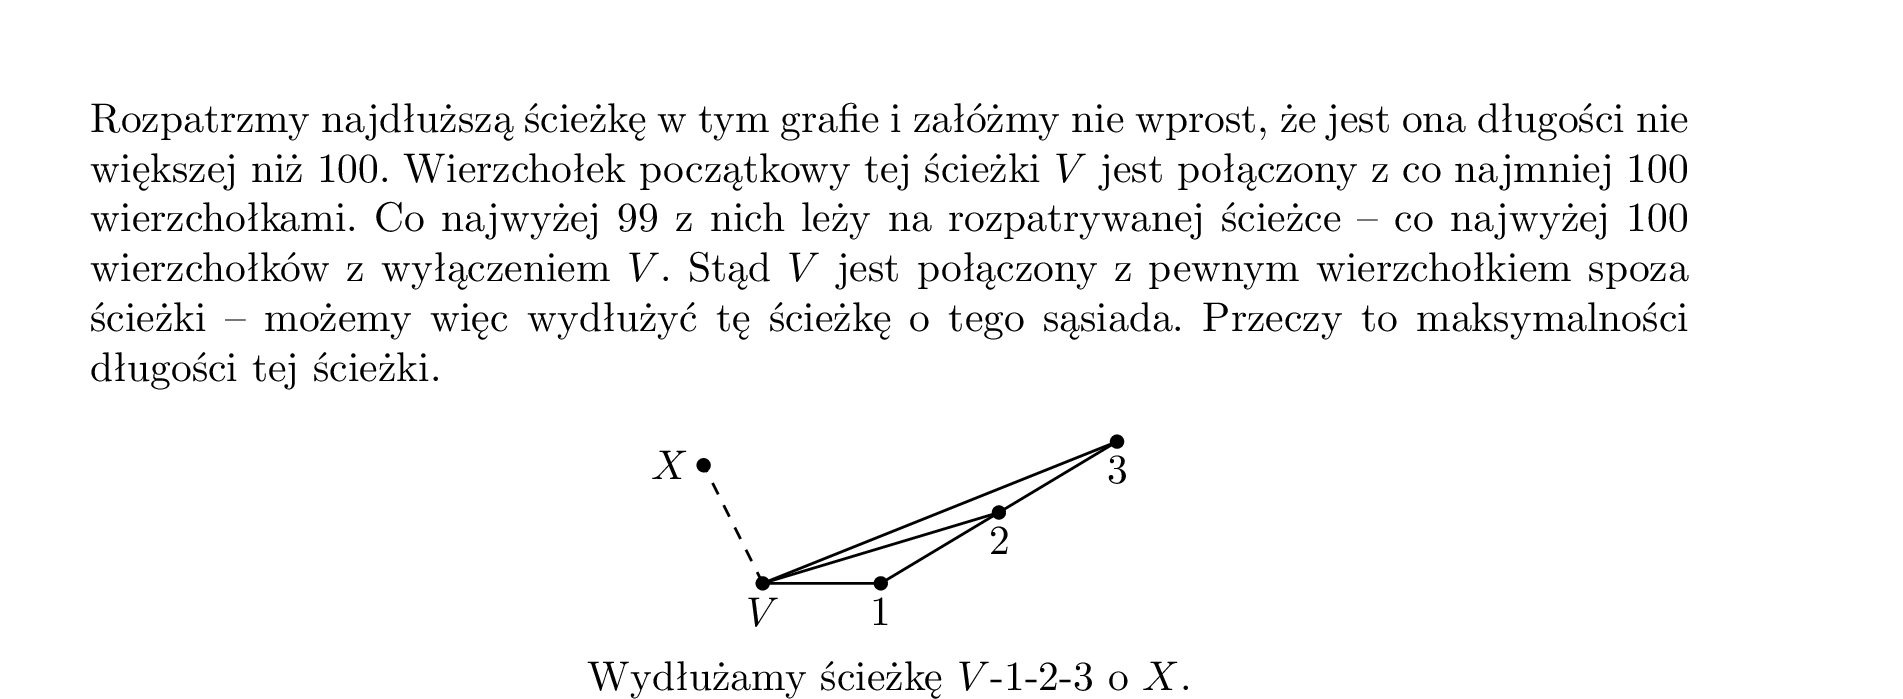 Rozpatrzmy najdłuższą ścieżkę w tym grafie i załóżmy nie wprost, że jest ona długości nie
większej niż 100. Wierzchołek początkowy tej ścieżki V jest połączony z co najmniej 100
wierzchołkami. Co najwyżej 99 z nich leży na rozpatrywanej ścieżce – co najwyżej 100
wierzchołków z wyłączeniem V. Stąd V jest połączony z pewnym wierzchołkiem spoza
ścieżki – możemy więc wydłużyć tę ścieżkę o tego sąsiada. Przeczy to maksymalności
długości tej ścieżki.
X
3
2
V
1
Wydłużamy ścieżkę V-1-2-3 o X.